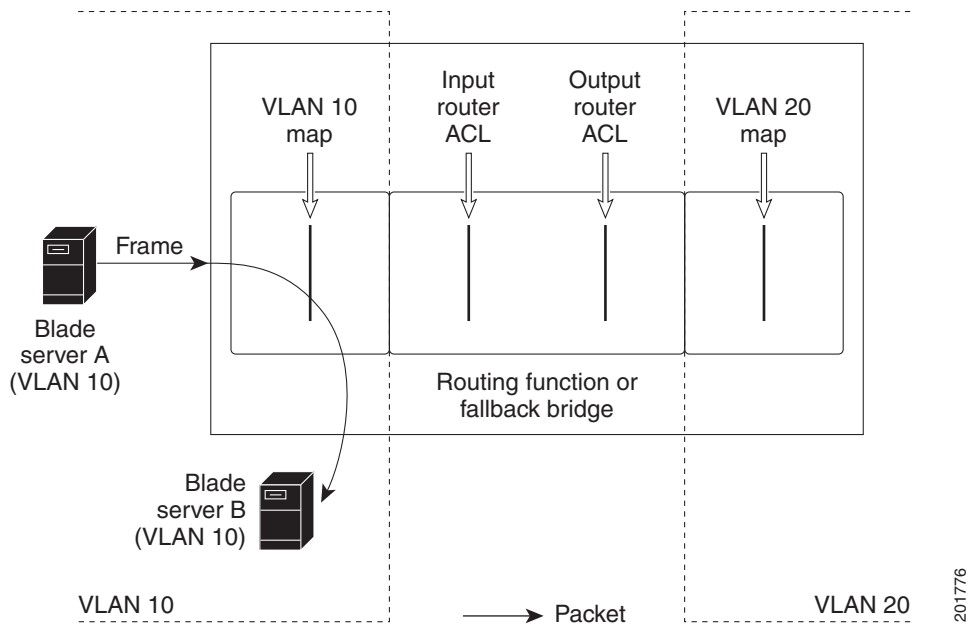 VLAN 10
map
Input
router
ACL
Output
router
ACL
VLAN 20
map
Frame
Blade
server A
(VLAN 10)
Routing function or
fallback bridge
Blade
server B
(VLAN 10)
VLAN 10
Packet
VLAN 20
201776